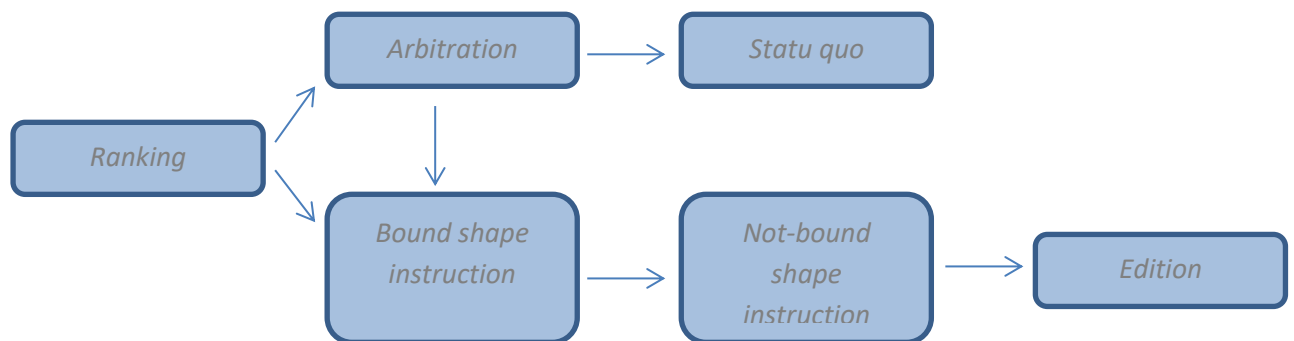 Arbitration
Statu quo
Ranking
Bound shape
instruction
Not-bound
shape
instruction
Edition